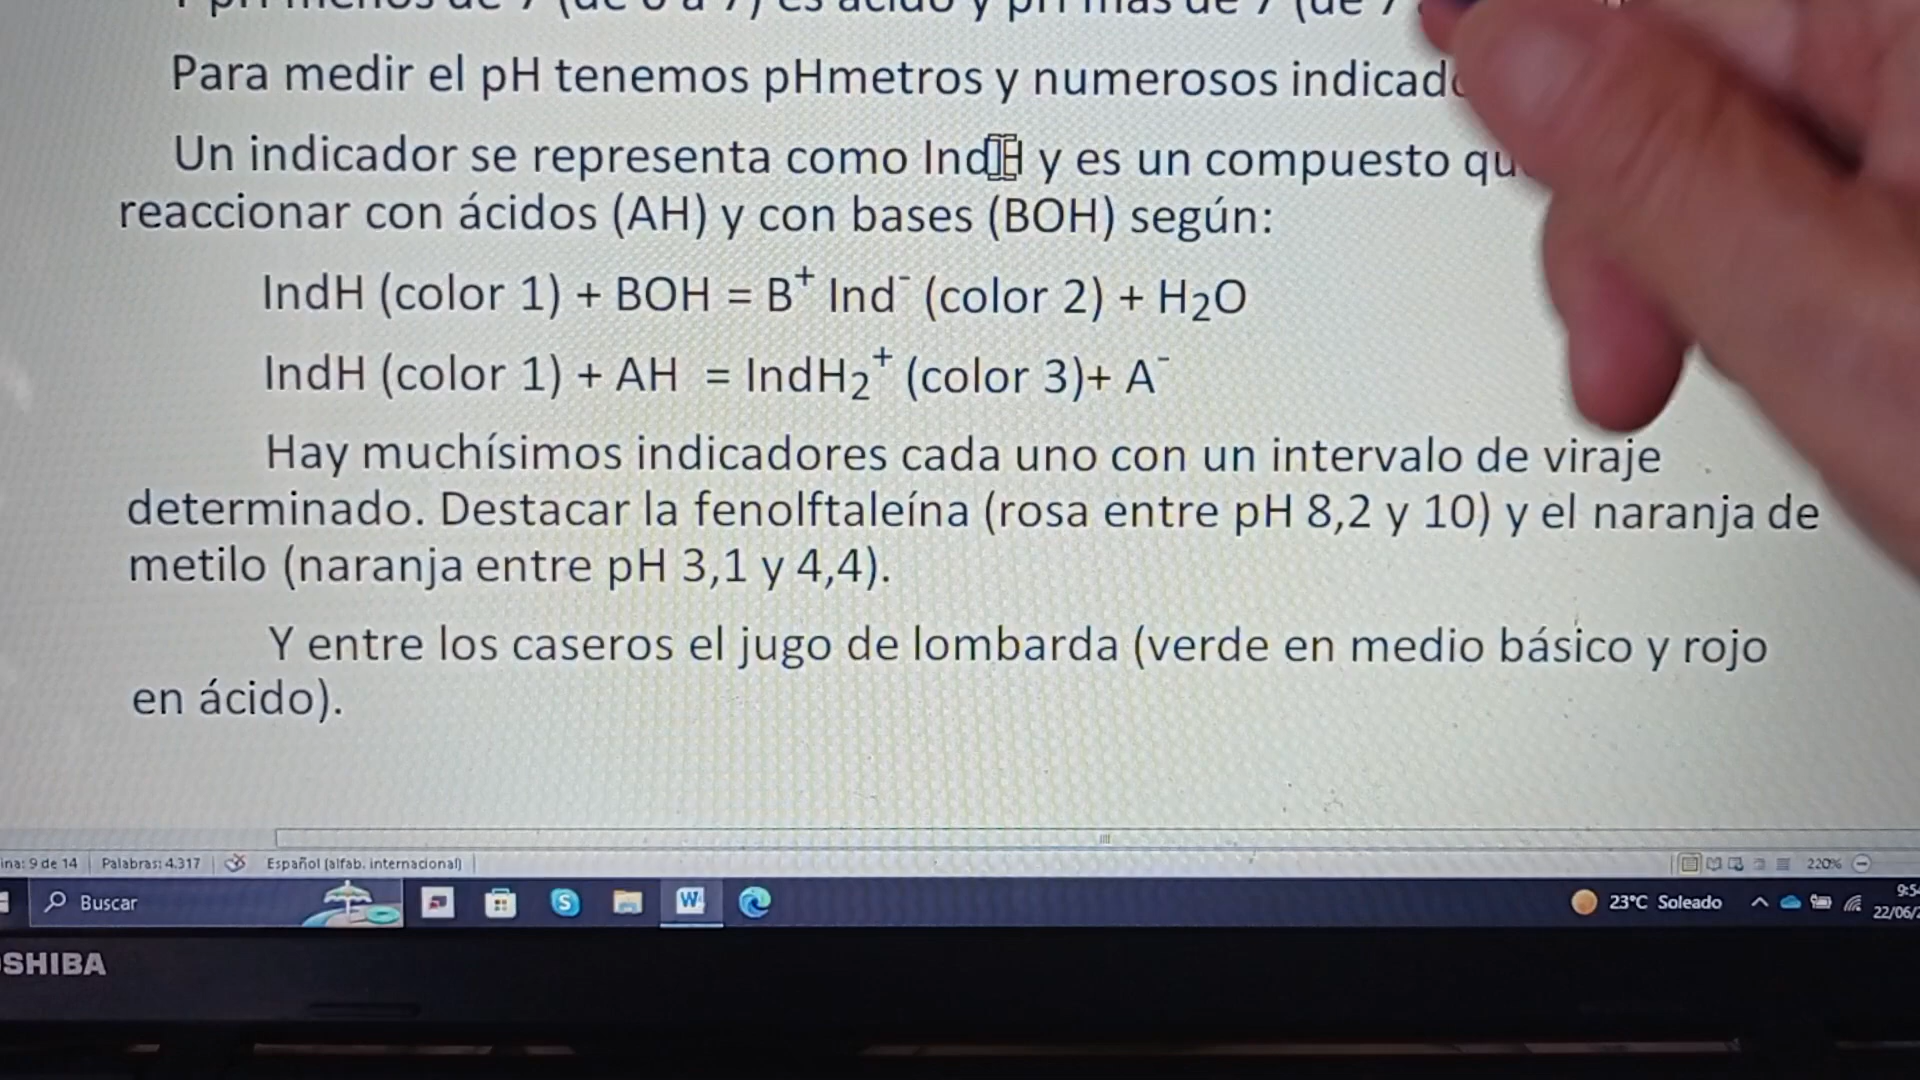 Para medir el pH tenemos pHmetros y numerosos
Un indicador se representa como IndH y es un compuesto
reaccionar con ácidos (AH) y con bases (BOH) según:
IndH (color 1) + BOH = B⁺ Ind⁻ (color 2) + H₂O
IndH (color 1) + AH = IndH₂⁺ (color 3)+ A⁻
Hay muchísimos indicadores cada uno con un intervalo de viraje
determinado. Destacar la fenolftaleína (rosa entre pH 8,2 y 10) y el naranja de
metilo (naranja entre pH 3,1 y 4,4).
Y entre los caseros el jugo de lombarda (verde en medio básico y rojo
en ácido).
9 de 14 Palabras: 4.317 Español (alfab. internacional) 220%
Buscar 23°C Soleado